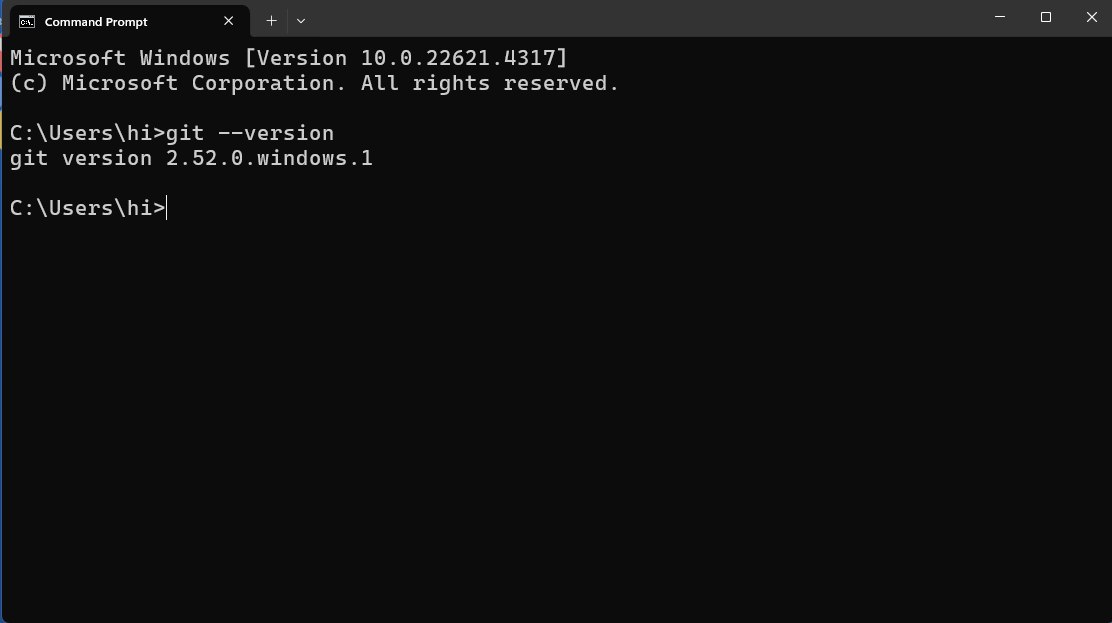 Command Prompt
Microsoft Windows [Version 10.0.22621.4317]
(c) Microsoft Corporation. All rights reserved.
C:\Users\hi>git --version
git version 2.52.0.windows.1
C:\Users\hi>